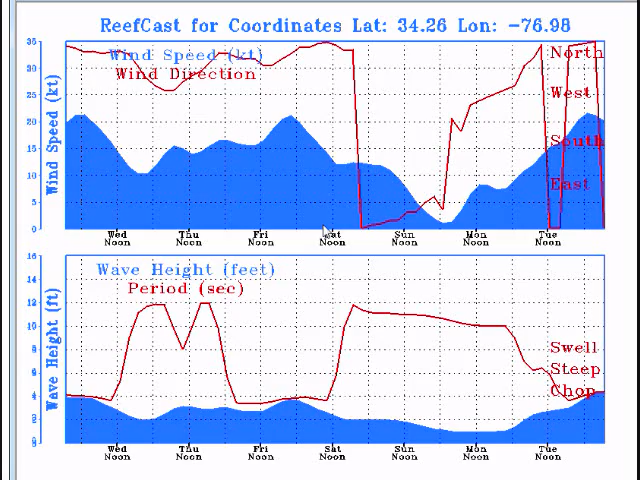 ReefCast for Coordinates Lat: 34.26 Lon: -76.98
Wind Speed (kt)
35
30
25
20
15
10
5
0
Wind Speed (kt)
Wind Direction
North
West
South
East
Wed Noon
Thu Noon
Fri Noon
Sat Noon
Sun Noon
Mon Noon
Tue Noon
Wave Height (ft)
16
14
12
10
8
6
4
2
0
Wave Height (feet)
Period (sec)
Swell
Steep
Chop
Wed Noon
Thu Noon
Fri Noon
Sat Noon
Sun Noon
Mon Noon
Tue Noon